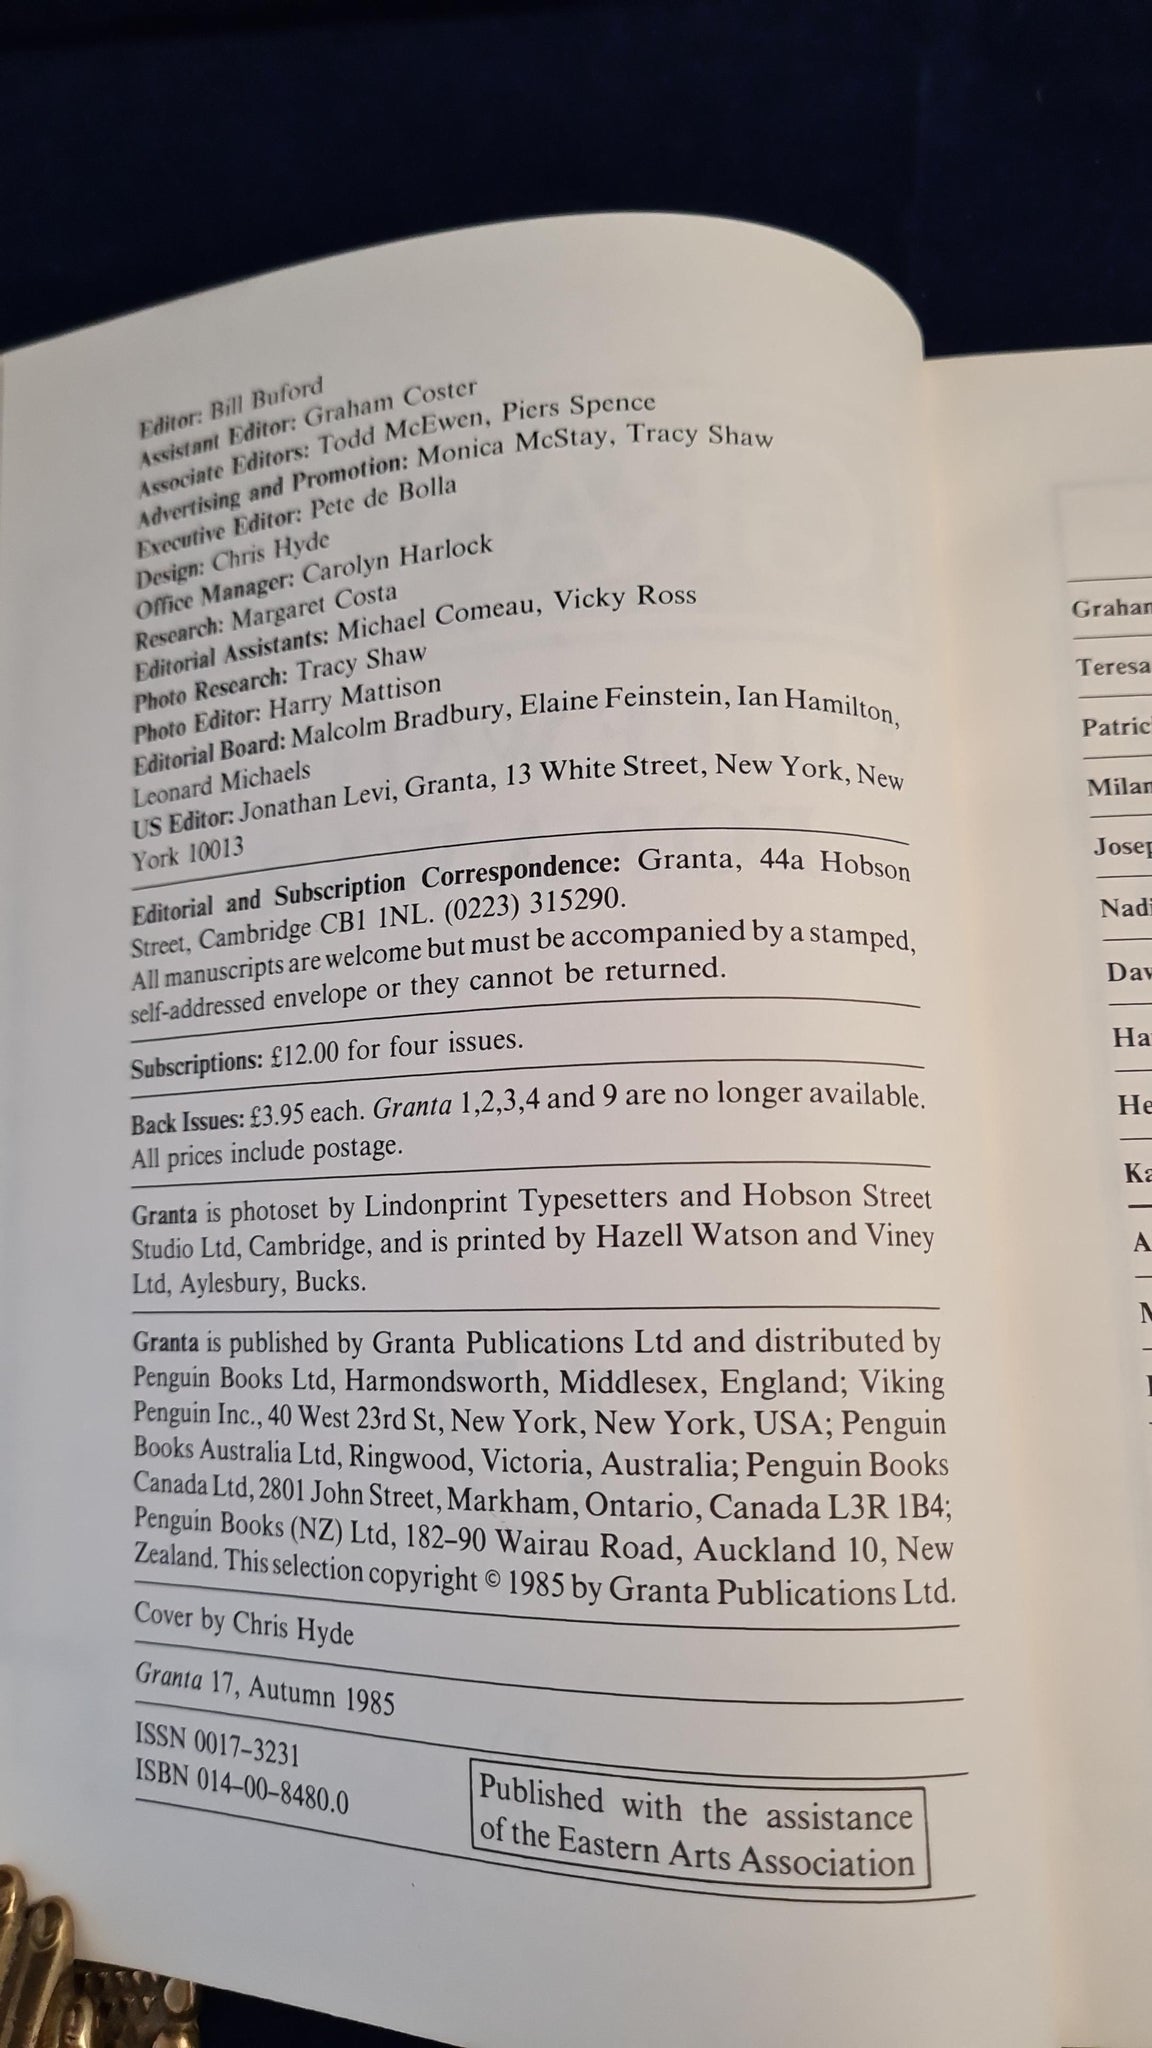 Editor: Bill Buford
Assistant Editor: Graham Coster
Associate Editors: Todd McEwen, Piers Spence
Advertising and Promotion: Monica McStay, Tracy Shaw
Executive Editor: Pete de Bolla
Design: Chris Hyde
Office Manager: Carolyn Harlock
Research: Margaret Costa
Editorial Assistants: Michael Comeau, Vicky Ross
Photo Research: Tracy Shaw
Photo Editor: Harry Mattison
Editorial Board: Malcolm Bradbury, Elaine Feinstein, Ian Hamilton,
Leonard Michaels
US Editor: Jonathan Levi, Granta, 13 White Street, New York, New
York 10013
Editorial and Subscription Correspondence: Granta, 44a Hobson
Street, Cambridge CB1 1NL. (0223) 315290.
All manuscripts are welcome but must be accompanied by a stamped,
self-addressed envelope or they cannot be returned.
Subscriptions: £12.00 for four issues.
Back Issues: £3.95 each. Granta 1,2,3,4 and 9 are no longer available.
All prices include postage.
Granta is photoset by Lindonprint Typesetters and Hobson Street
Studio Ltd, Cambridge, and is printed by Hazell Watson and Viney
Ltd, Aylesbury, Bucks.
Granta is published by Granta Publications Ltd and distributed by
Penguin Books Ltd, Harmondsworth, Middlesex, England; Viking
Penguin Inc., 40 West 23rd St, New York, New York, USA; Penguin
Books Australia Ltd, Ringwood, Victoria, Australia; Penguin Books
Canada Ltd, 2801 John Street, Markham, Ontario, Canada L3R 1B4;
Penguin Books (NZ) Ltd, 182–90 Wairau Road, Auckland 10, New
Zealand. This selection copyright © 1985 by Granta Publications Ltd.
Cover by Chris Hyde
Granta 17, Autumn 1985
ISSN 0017–3231
ISBN 014–00–8480.0
Published with the assistance
of the Eastern Arts Association
Graham
Teresa
Patric
Milan
Josep
Nadi
Dav
Ha
He
Ka
A